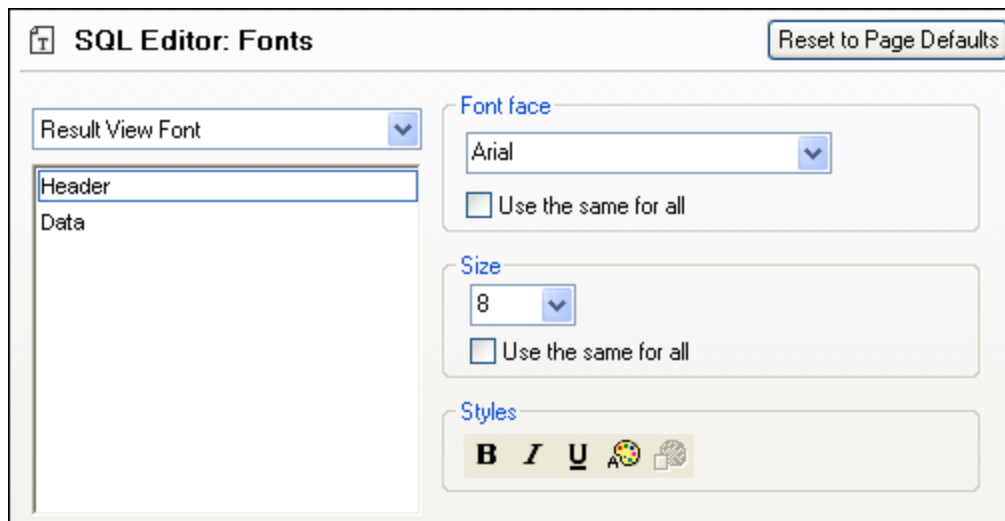 SQL Editor: Fonts
Reset to Page Defaults
Result View Font
Header
Data
Font face
Arial
Use the same for all
Size
8
Use the same for all
Styles
B I U A